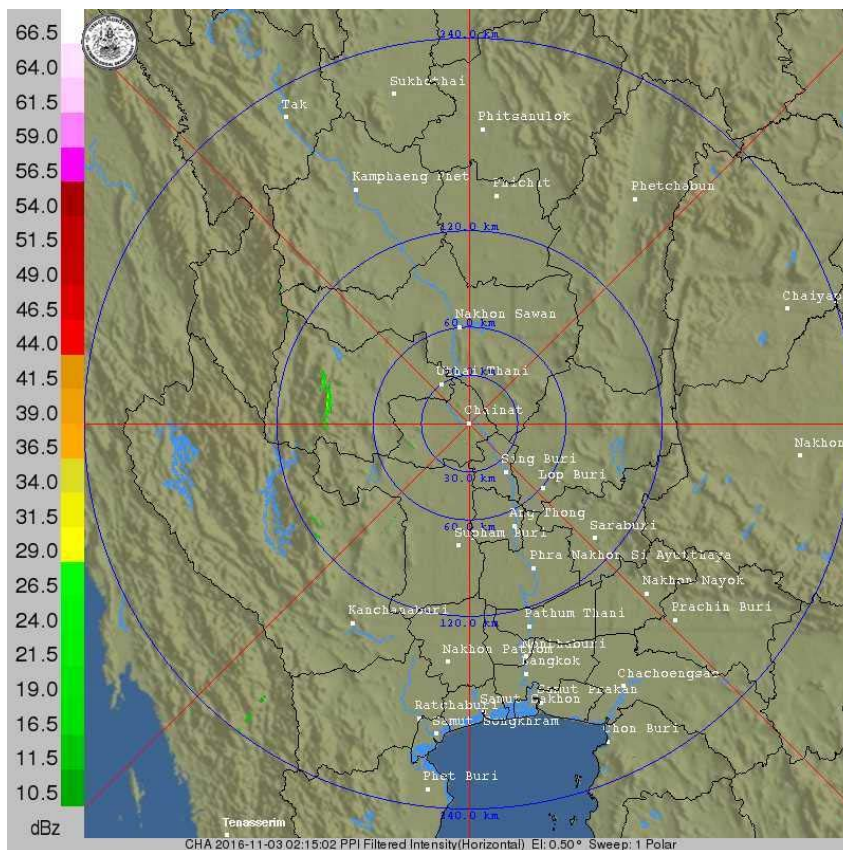 66.5
64.0
61.5
59.0
56.5
54.0
51.5
49.0
46.5
44.0
41.5
39.0
36.5
34.0
31.5
29.0
26.5
24.0
21.5
19.0
16.5
14.0
11.5
10.5
dBz
240.0 km
Sukhothai
Tak
Phitsanulok
Kamphaeng Phet
Phichit
Phetchabun
120.0 km
Chaiyap
Nakhon Sawan
60.0 km
Uthai Thani
Chainat
Nakhon
Sing Buri
30.0 km
Lop Buri
Ang Thong
60.0 km
Saraburi
Suphan Buri
Phra Nakhon Si Ayutthaya
Nakhon Nayok
Kanchanaburi
120.0 km
Pathum Thani
Prachin Buri
Nonthaburi
Nakhon Pathom
Bangkok
Chachoengsao
Samut Prakan
Samut Sakhon
Ratchaburi
Samut Songkhram
Chon Buri
Phet Buri
240.0 km
Tenasserim
CHA 2016-11-03 02:15:02 PPI Filtered Intensity(Horizontal) El: 0.50° Sweep: 1 Polar